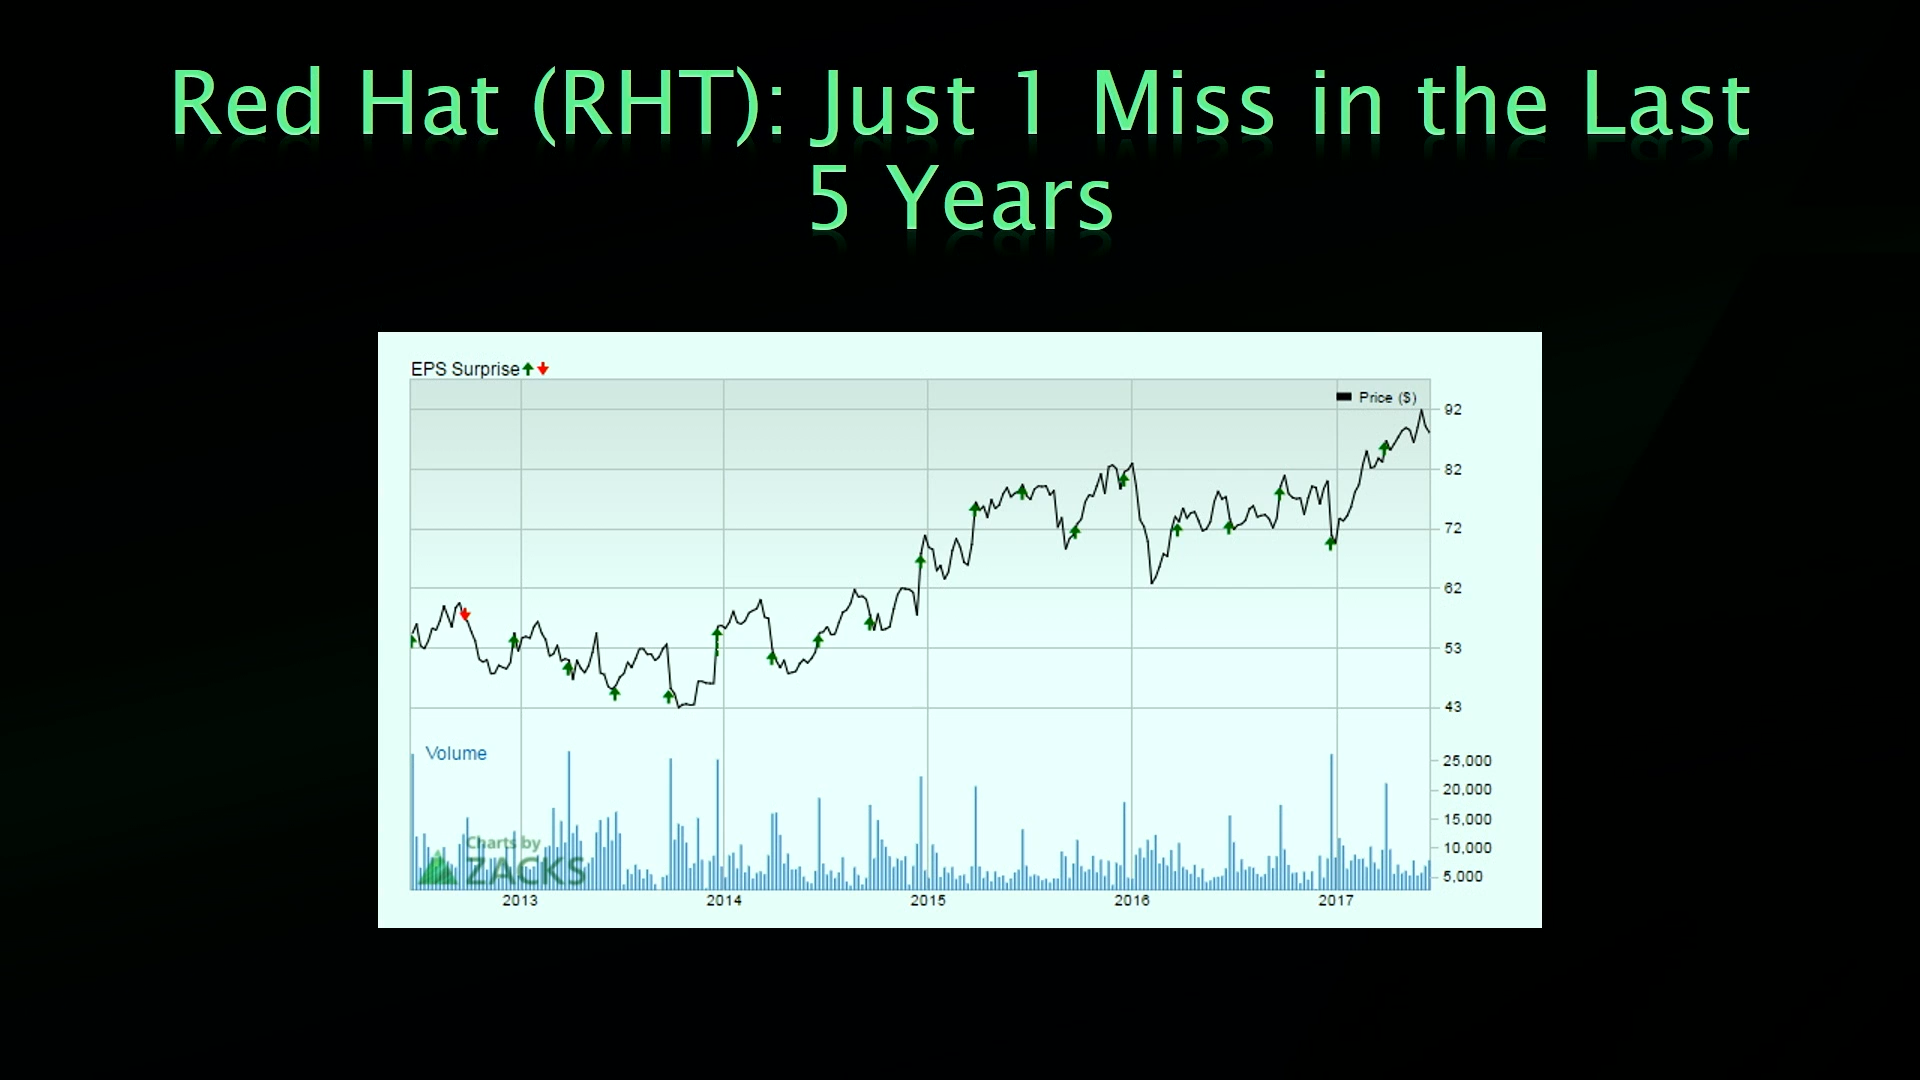 Red Hat (RHT): Just 1 Miss in the Last
5 Years
EPS Surprise
Price ($)
92
82
72
62
53
43
Volume
25,000
20,000
15,000
10,000
5,000
Charts by
ZACKS
2013 2014 2015 2016 2017